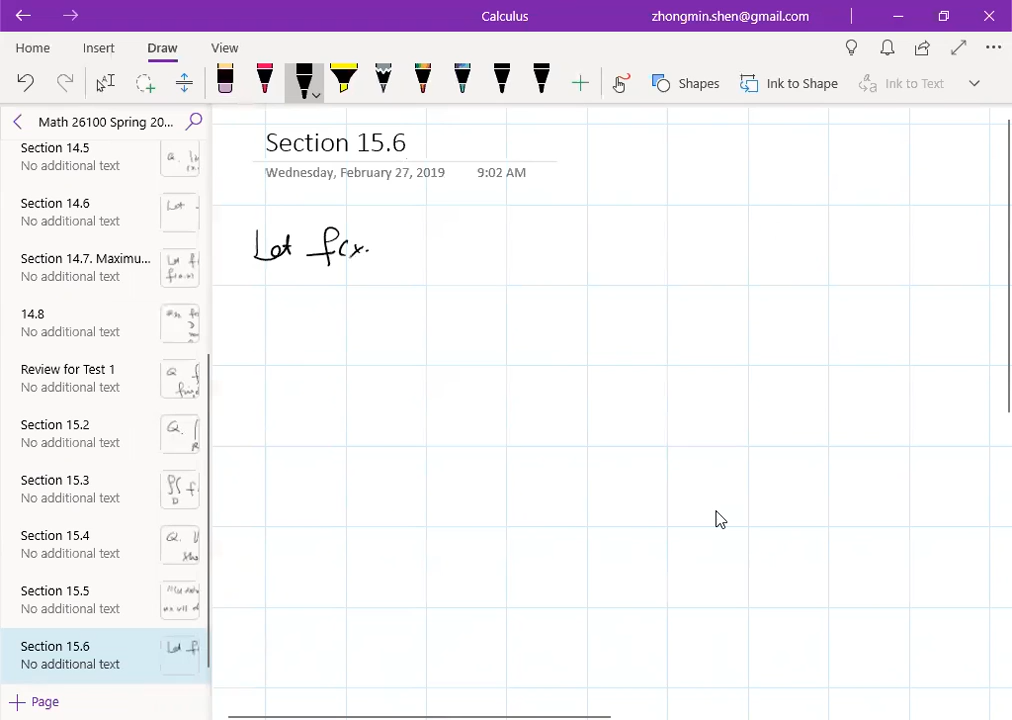 Calculus
zhongmin.shen@gmail.com
Home Insert Draw View
Shapes Ink to Shape Ink to Text
Math 26100 Spring 20...
Section 14.5
No additional text
Section 14.6
No additional text
Section 14.7. Maximu...
No additional text
14.8
No additional text
Review for Test 1
No additional text
Section 15.2
No additional text
Section 15.3
No additional text
Section 15.4
No additional text
Section 15.5
No additional text
Section 15.6
No additional text
Page
Section 15.6
Wednesday, February 27, 2019 9:02 AM
Let f(x.